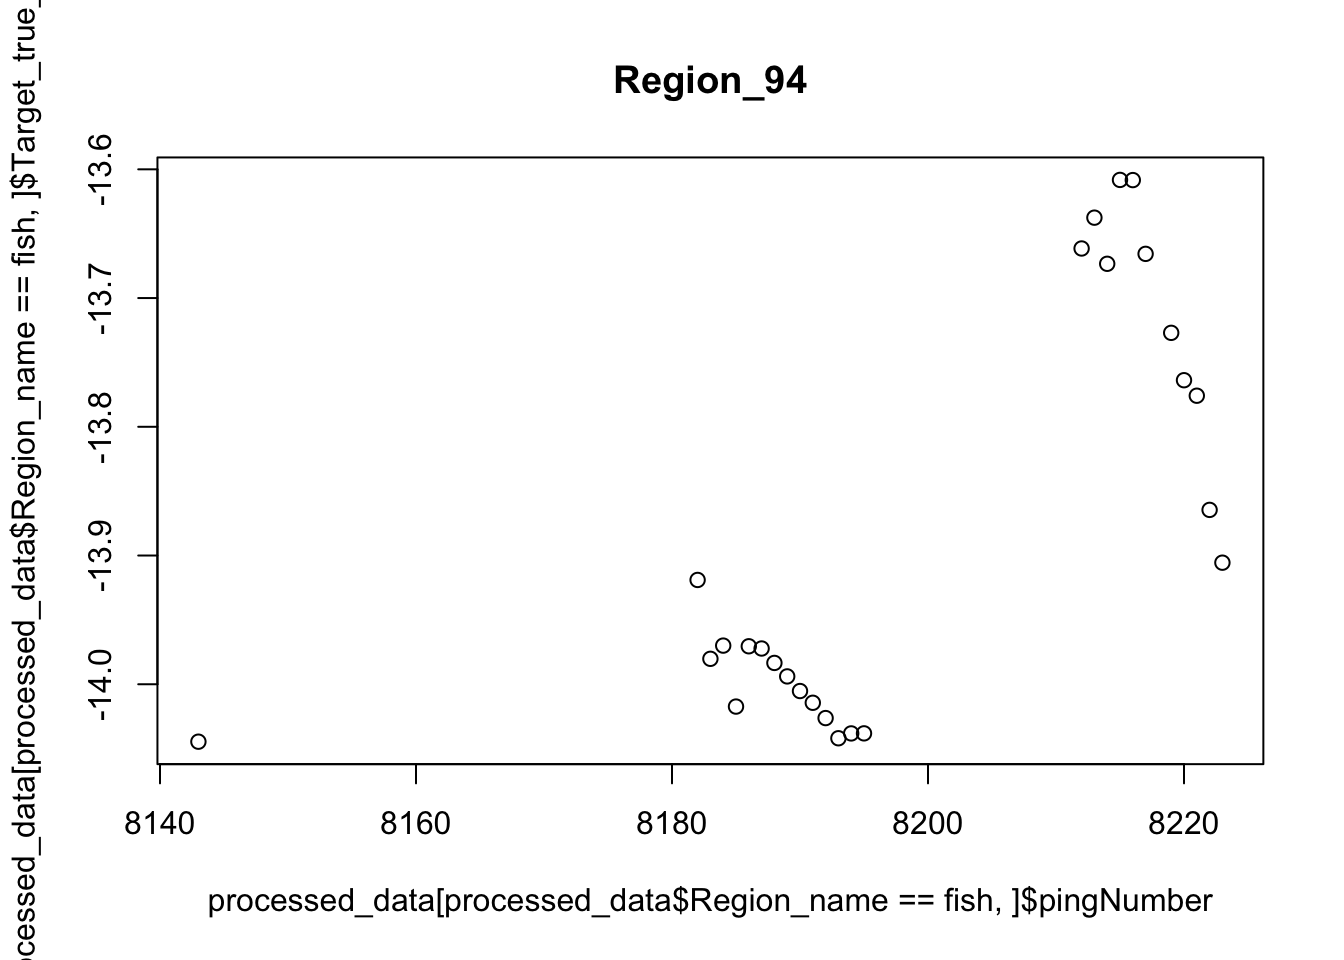 Region_94
processed_data[processed_data$Region_name == fish, ]$Target_true_
-13.6
-13.7
-13.8
-13.9
-14.0
8140 8160 8180 8200 8220
processed_data[processed_data$Region_name == fish, ]$pingNumber